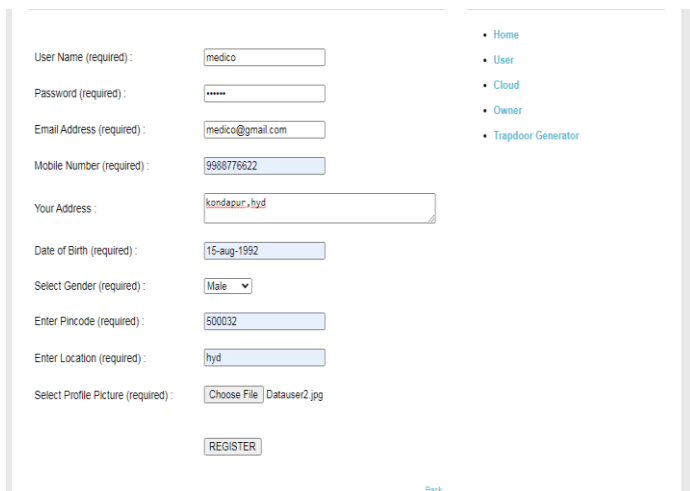 User Name (required) : medico
Password (required) : ••••••
Email Address (required) : medico@gmail.com
Mobile Number (required) : 9988776622
Your Address : kondapur,hyd
Date of Birth (required) : 15-aug-1992
Select Gender (required) : Male
Enter Pincode (required) : 500032
Enter Location (required) : hyd
Select Profile Picture (required) : Choose File Datauser2.jpg
REGISTER
Back
• Home
• User
• Cloud
• Owner
• Trapdoor Generator